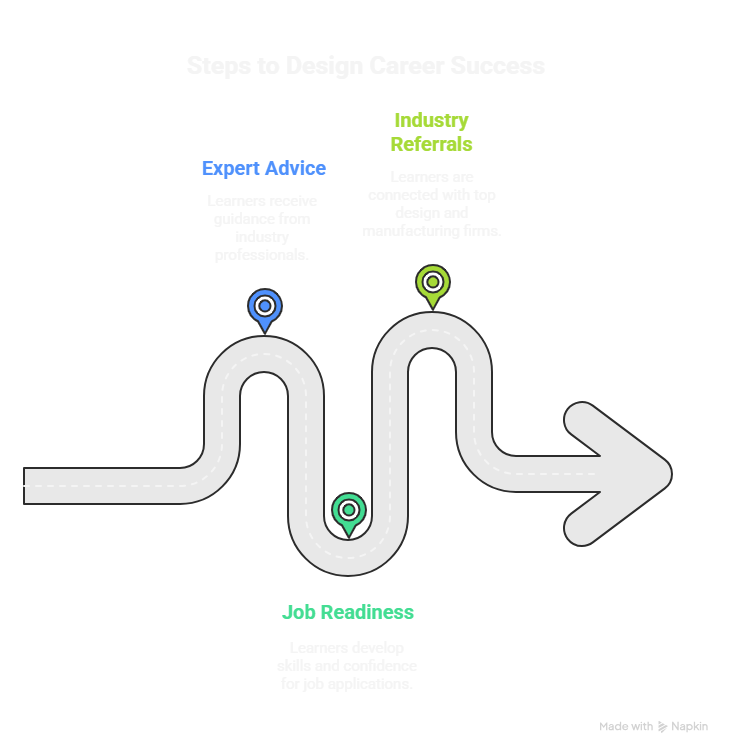 Steps to Design Career Success
Industry
Referrals
Learners are
connected with top
design and
manufacturing firms.
Expert Advice
Learners receive
guidance from
industry
professionals.
Job Readiness
Learners develop
skills and confidence
for job applications.
Made with Napkin